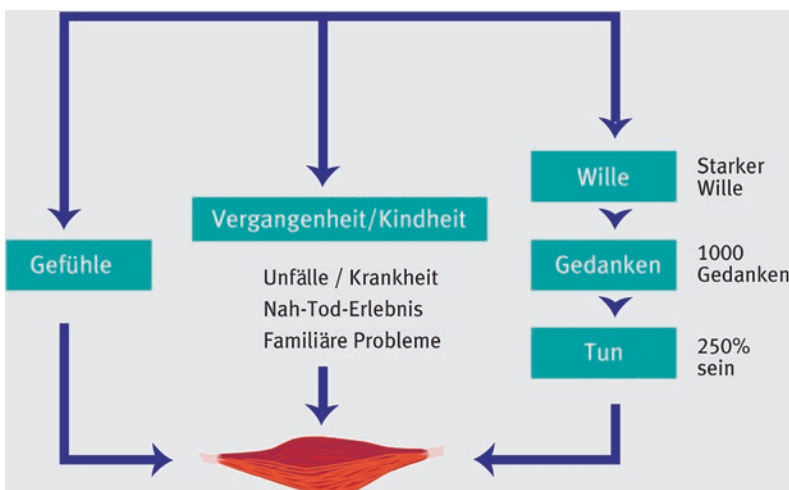 Gefühle
Vergangenheit/Kindheit
Unfälle / Krankheit
Nah-Tod-Erlebnis
Familiäre Probleme
Wille
Starker
Wille
Gedanken
1000
Gedanken
Tun
250%
sein